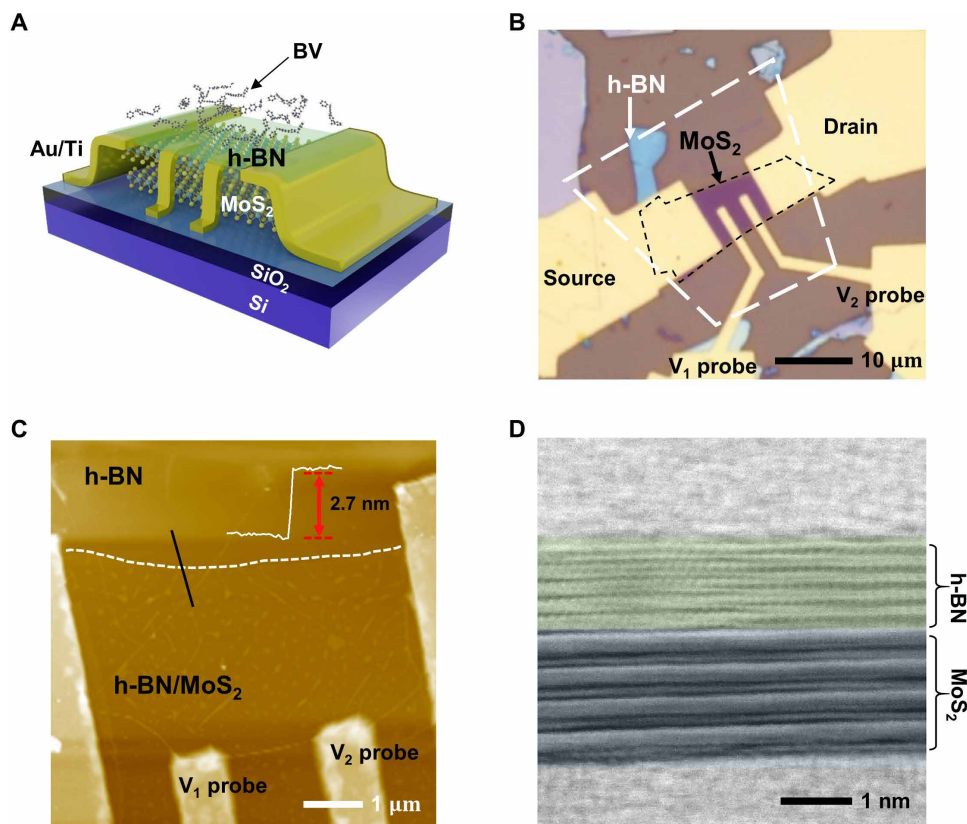 A
BV
Au/Ti
h-BN
MoS₂
SiO₂
Si
B
h-BN
MoS₂
Drain
Source
V₂ probe
V₁ probe
10 μm
C
h-BN
2.7 nm
h-BN/MoS₂
V₁ probe
V₂ probe
1 μm
D
h-BN
MoS₂
1 nm